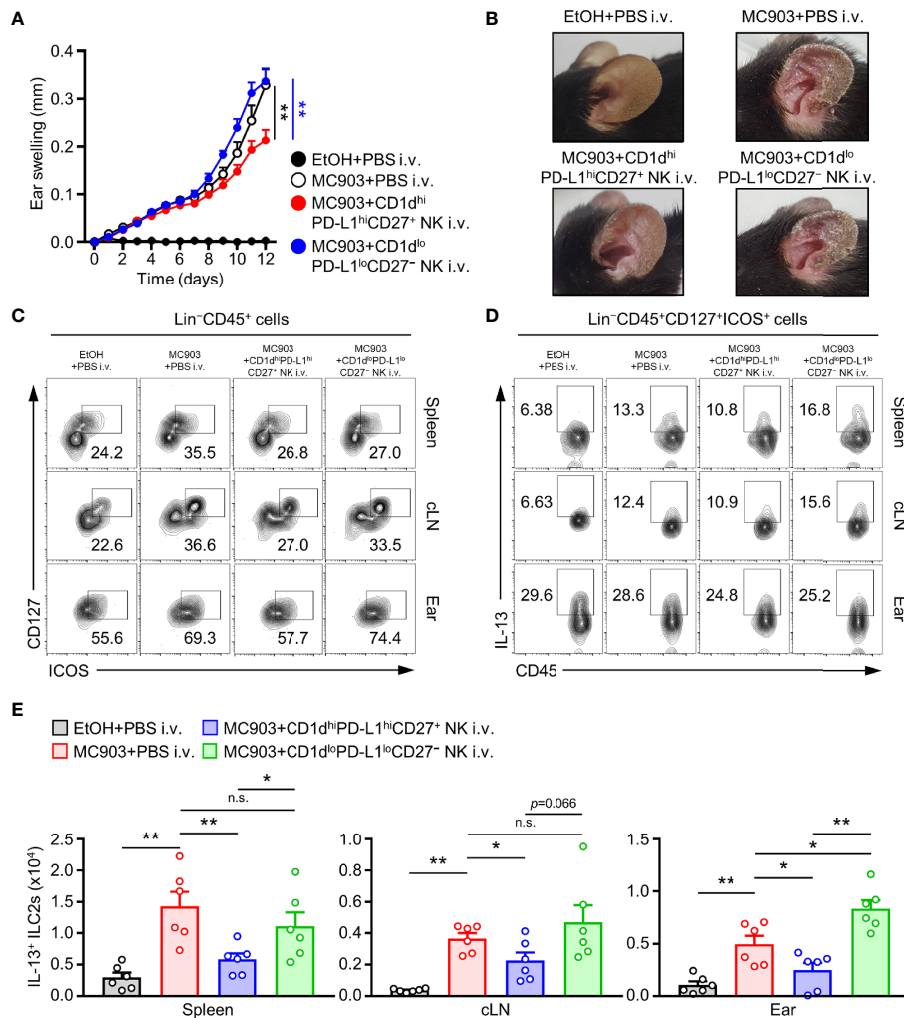 A
Ear swelling (mm)
0.4
0.3
0.2
0.1
0.0
0 2 4 6 8 10 12
Time (days)
**
**
EtOH+PBS i.v.
MC903+PBS i.v.
MC903+CD1dhi
PD-L1hiCD27+ NK i.v.
MC903+CD1dlo
PD-L1loCD27− NK i.v.
B
EtOH+PBS i.v.
MC903+PBS i.v.
MC903+CD1dhi
PD-L1hiCD27+ NK i.v.
MC903+CD1dlo
PD-L1loCD27− NK i.v.
C
Lin−CD45+ cells
EtOH
+PBS i.v.
MC903
+PBS i.v.
MC903
+CD1dhiPD-L1hi
CD27+ NK i.v.
MC903
+CD1dloPD-L1lo
CD27− NK i.v.
24.2 35.5 26.8 27.0
Spleen
22.6 36.6 27.0 33.5
cLN
55.6 69.3 57.7 74.4
Ear
CD127
ICOS
D
Lin−CD45+CD127+ICOS+ cells
EtOH
+PBS i.v.
MC903
+PBS i.v.
MC903
+CD1dhiPD-L1hi
CD27+ NK i.v.
MC903
+CD1dloPD-L1lo
CD27− NK i.v.
6.38 13.3 10.8 16.8
Spleen
6.63 12.4 10.9 15.6
cLN
29.6 28.6 24.8 25.2
Ear
IL-13
CD45
E
EtOH+PBS i.v.
MC903+CD1dhiPD-L1hiCD27+ NK i.v.
MC903+PBS i.v.
MC903+CD1dloPD-L1loCD27− NK i.v.
IL-13+ ILC2s (x104)
*
n.s.
**
**
2.5
2.0
1.5
1.0
0.5
0.0
Spleen
p=0.066
n.s.
**
*
1.0
0.8
0.6
0.4
0.2
0.0
cLN
**
*
**
*
1.5
1.0
0.5
0.0
Ear